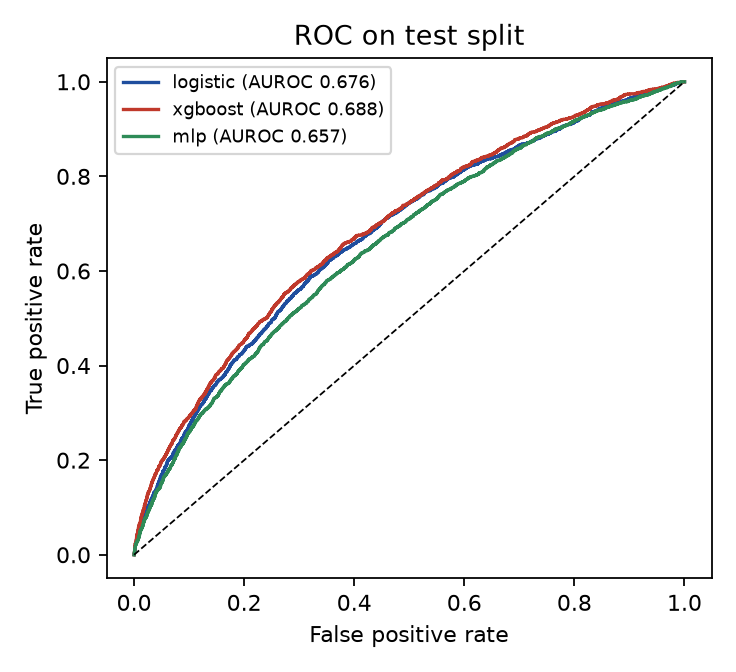 ROC on test split
logistic (AUROC 0.676)
xgboost (AUROC 0.688)
mlp (AUROC 0.657)
1.0
0.8
0.6
0.4
0.2
0.0
True positive rate
0.0 0.2 0.4 0.6 0.8 1.0
False positive rate